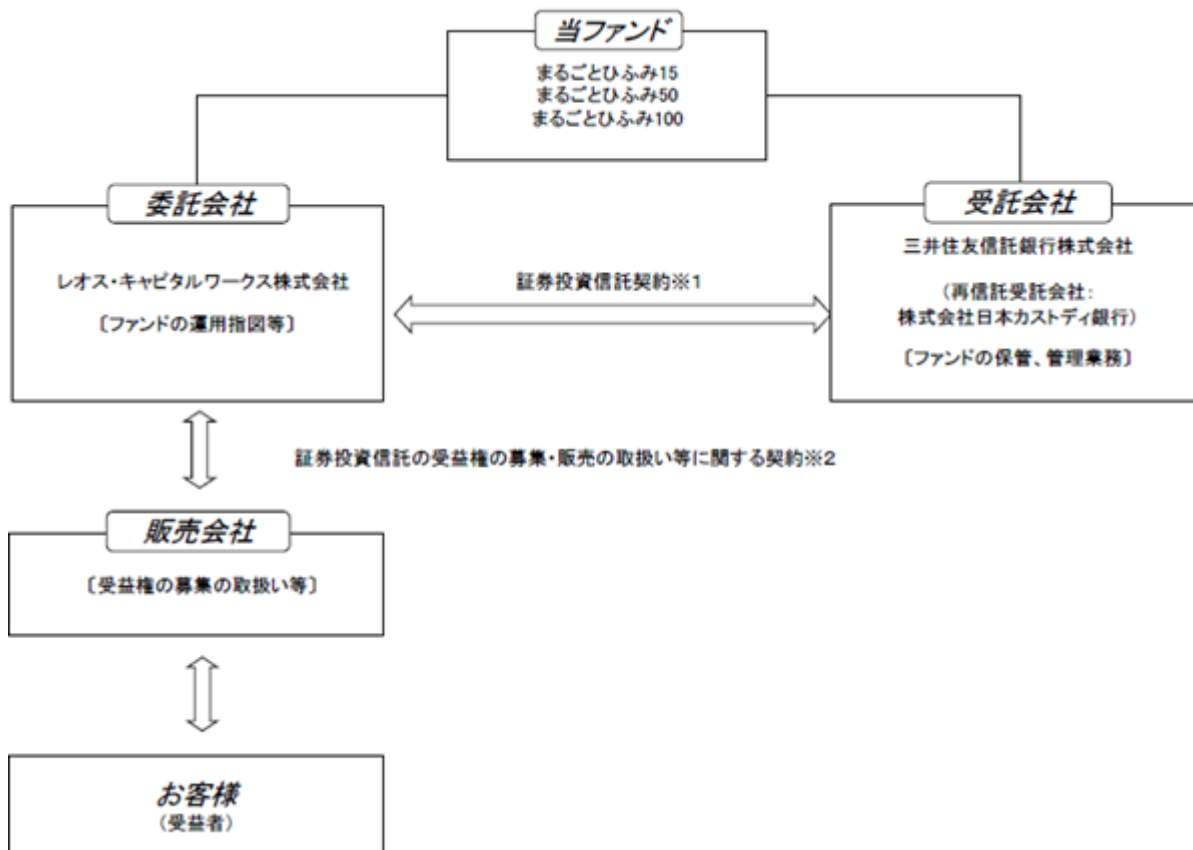 当ファンド
まるごとひふみ15
まるごとひふみ50
まるごとひふみ100
委託会社
レオス・キャピタルワークス株式会社
〔ファンドの運用指図等〕
証券投資信託契約※1
受託会社
三井住友信託銀行株式会社
（再信託受託会社：
株式会社日本カストディ銀行）
〔ファンドの保管、管理業務〕
証券投資信託の受益権の募集・販売の取扱い等に関する契約※2
販売会社
〔受益権の募集の取扱い等〕
お客様
（受益者）